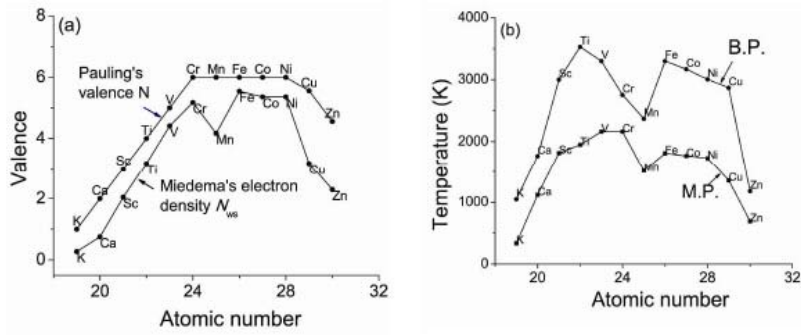 (a)
Valence
8
6
4
2
0
Pauling's
valence N
K
Ca
Sc
Ti
V
Cr
Mn
Fe
Co
Ni
Cu
Zn
K
Ca
Sc
Ti
V
Cr
Mn
Fe
Co
Ni
Cu
Zn
Miedema's electron
density Nws
20 24 28 32
Atomic number
(b)
Temperature (K)
4000
3000
2000
1000
0
K
Ca
Sc
Ti
V
Cr
Mn
Fe
Co
Ni
Cu
Zn
B.P.
K
Ca
Sc
Ti
V
Cr
Mn
Fe
Co
Ni
Cu
Zn
M.P.
16 20 24 28 32
Atomic number